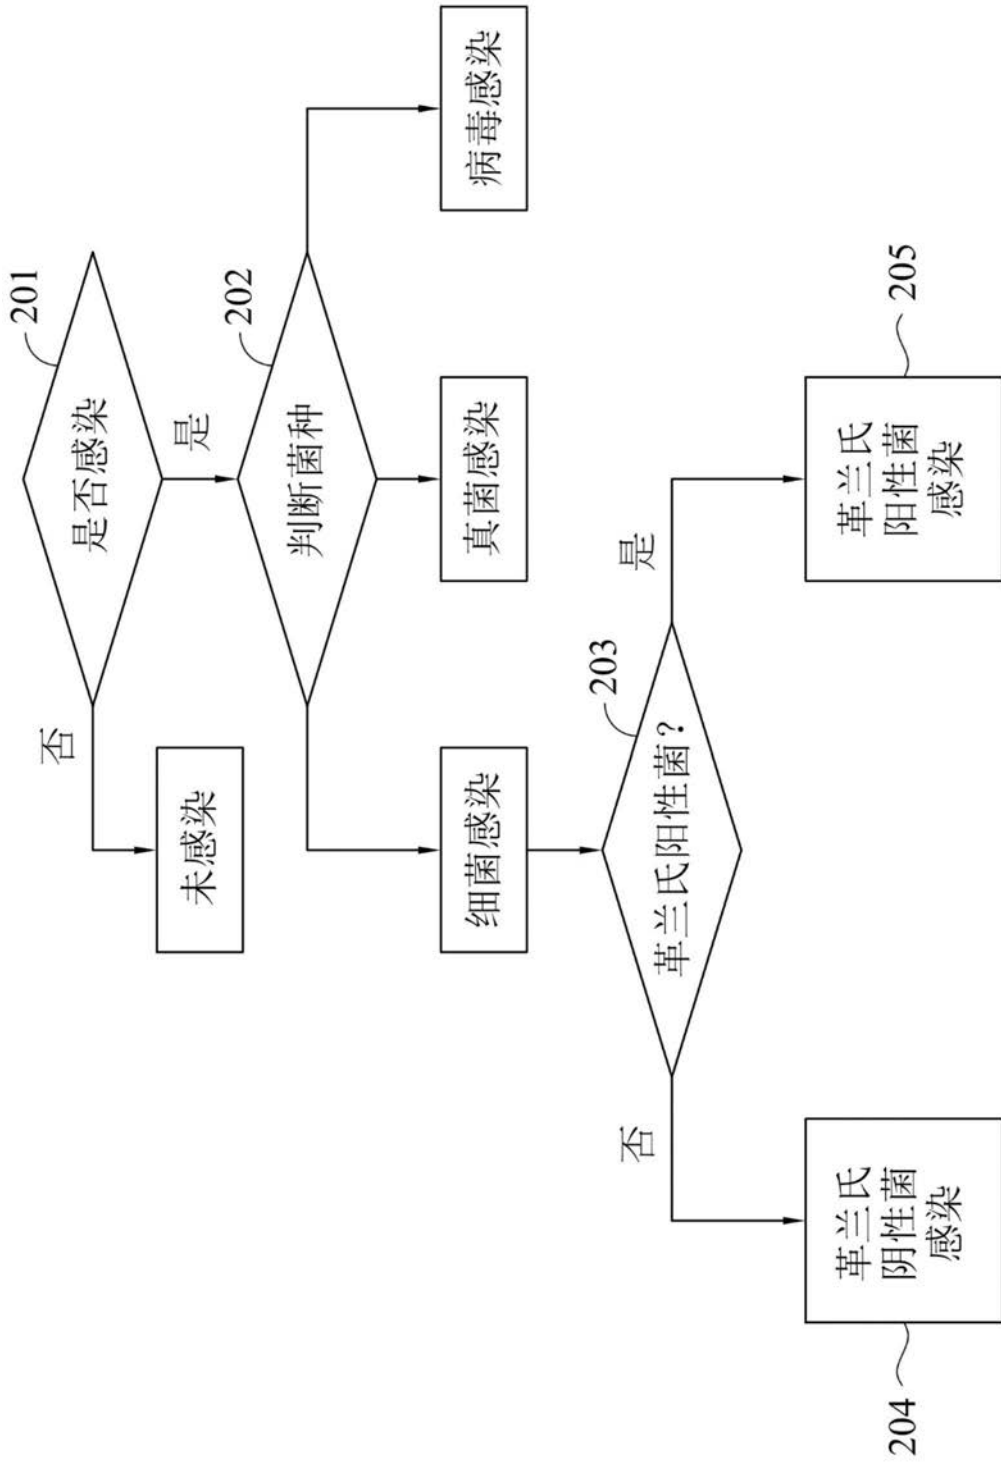 201
是否感染
否
是
未感染
202
判断菌种
细菌感染
真菌感染
病毒感染
203
革兰氏阳性菌?
否
是
204
革兰氏
阴性菌
感染
革兰氏
阳性菌
感染
205